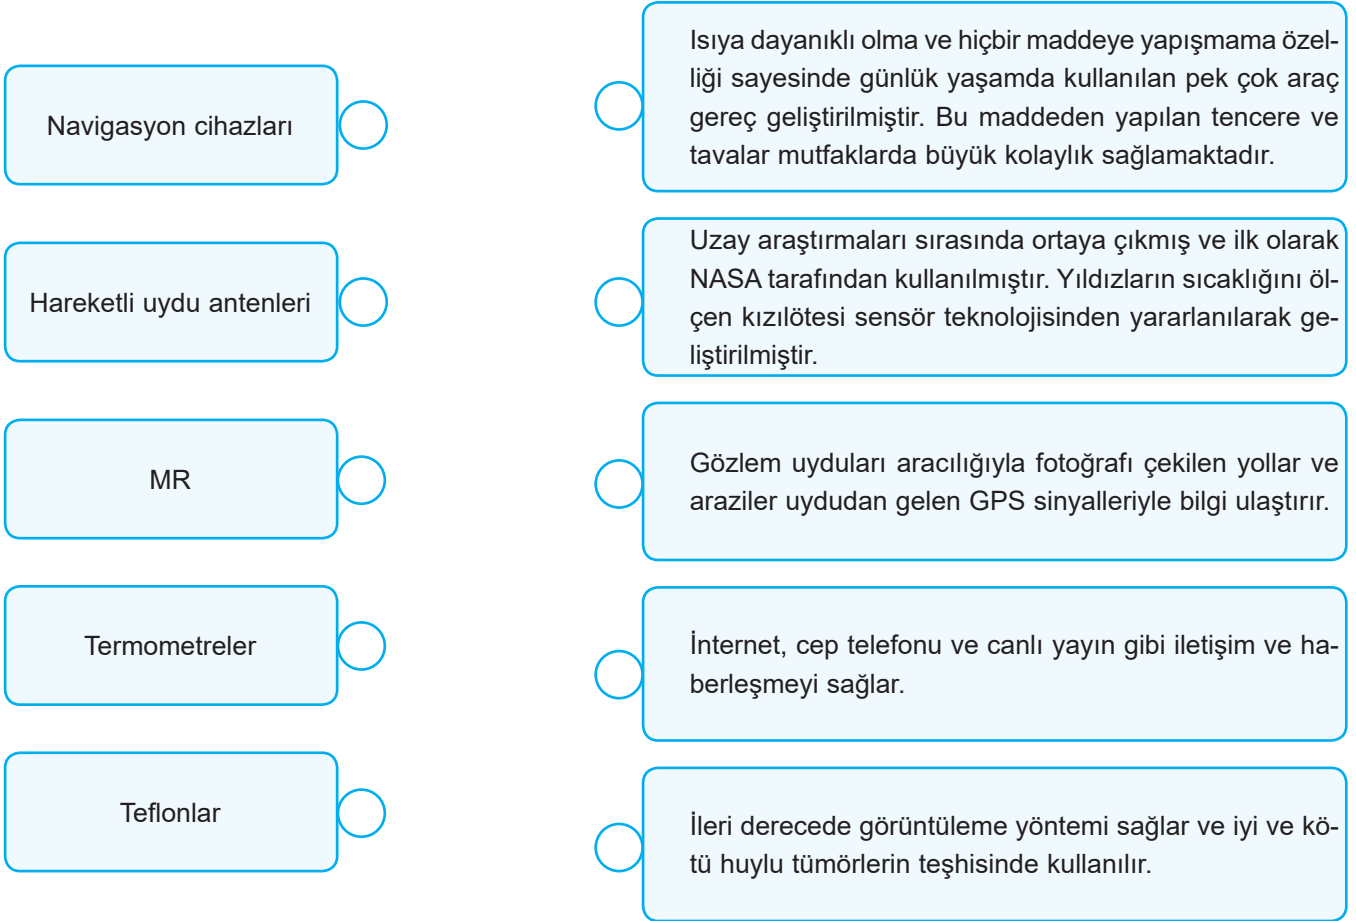 Navigasyon cihazları
Hareketli uydu antenleri
MR
Termometreler
Teflonlar
Isıya dayanıklı olma ve hiçbir maddeye yapışmama özel-
liği sayesinde günlük yaşamda kullanılan pek çok araç
gereç geliştirilmiştir. Bu maddeden yapılan tencere ve
tavalar mutfaklarda büyük kolaylık sağlamaktadır.
Uzay araştırmaları sırasında ortaya çıkmış ve ilk olarak
NASA tarafından kullanılmıştır. Yıldızların sıcaklığını öl-
çen kızılötesi sensör teknolojisinden yararlanılarak ge-
liştirilmiştir.
Gözlem uyduları aracılığıyla fotoğrafı çekilen yollar ve
araziler uydudan gelen GPS sinyalleriyle bilgi ulaştırır.
İnternet, cep telefonu ve canlı yayın gibi iletişim ve ha-
berleşmeyi sağlar.
İleri derecede görüntüleme yöntemi sağlar ve iyi ve kö-
tü huylu tümörlerin teşhisinde kullanılır.